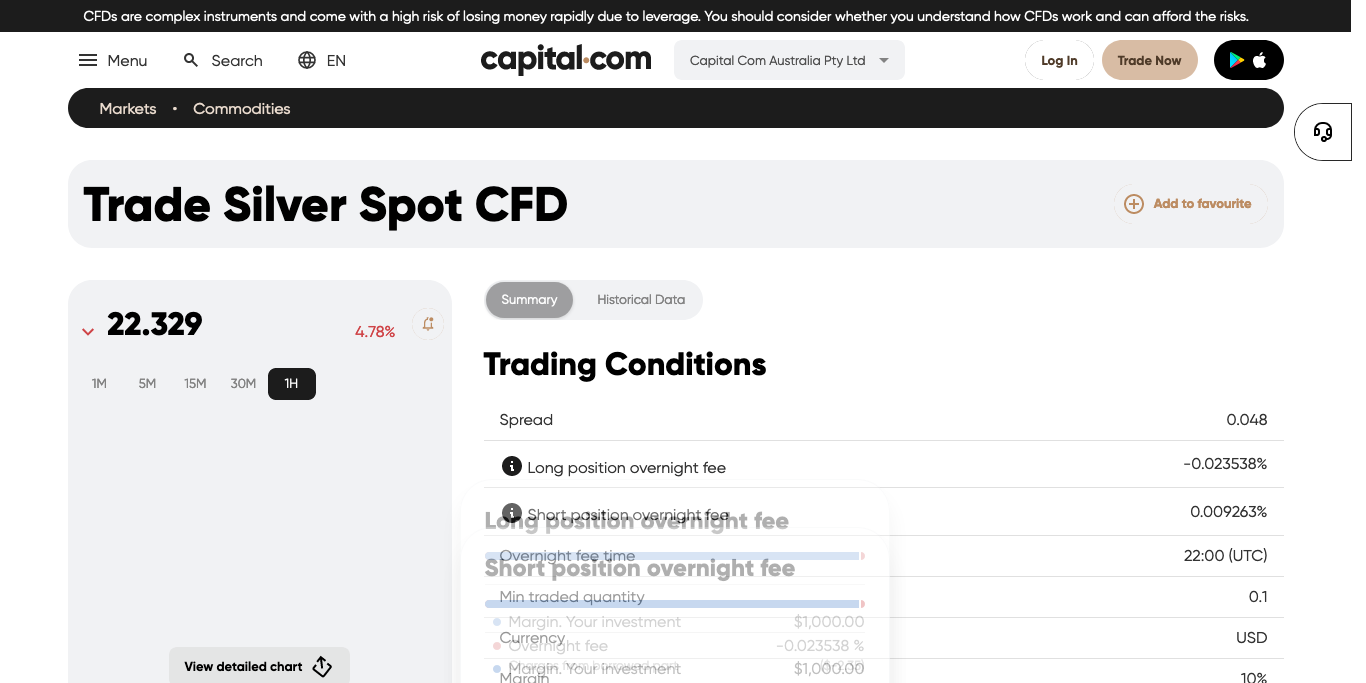 CFDs are complex instruments and come with a high risk of losing money rapidly due to leverage. You should consider whether you understand how CFDs work and can afford the risks.
Menu Search EN capital.com Capital Com Australia Pty Ltd Log In Trade Now
Markets • Commodities
Trade Silver Spot CFD
Add to favourite
22.329
4.78%
1M 5M 15M 30M 1H
View detailed chart
Summary Historical Data
Trading Conditions
Spread 0.048
Long position overnight fee -0.023538%
Short position overnight fee 0.009263%
Long position overnight fee
Overnight fee time 22:00 (UTC)
Short position overnight fee
Min traded quantity 0.1
Margin. Your investment $1,000.00
Currency USD
Overnight fee -0.023538 %
Margin. Your investment $1,000.00
Margin 10%